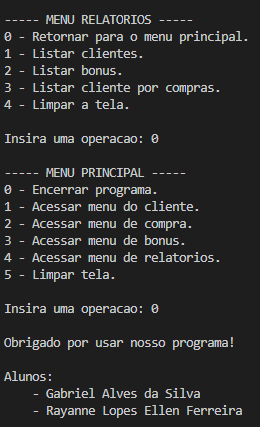 ----- MENU RELATORIOS -----
0 - Retornar para o menu principal.
1 - Listar clientes.
2 - Listar bonus.
3 - Listar cliente por compras.
4 - Limpar a tela.
Insira uma operacao: 0
----- MENU PRINCIPAL -----
0 - Encerrar programa.
1 - Acessar menu do cliente.
2 - Acessar menu de compra.
3 - Acessar menu de bonus.
4 - Acessar menu de relatorios.
5 - Limpar tela.
Insira uma operacao: 0
Obrigado por usar nosso programa!
Alunos:
- Gabriel Alves da Silva
- Rayanne Lopes Ellen Ferreira